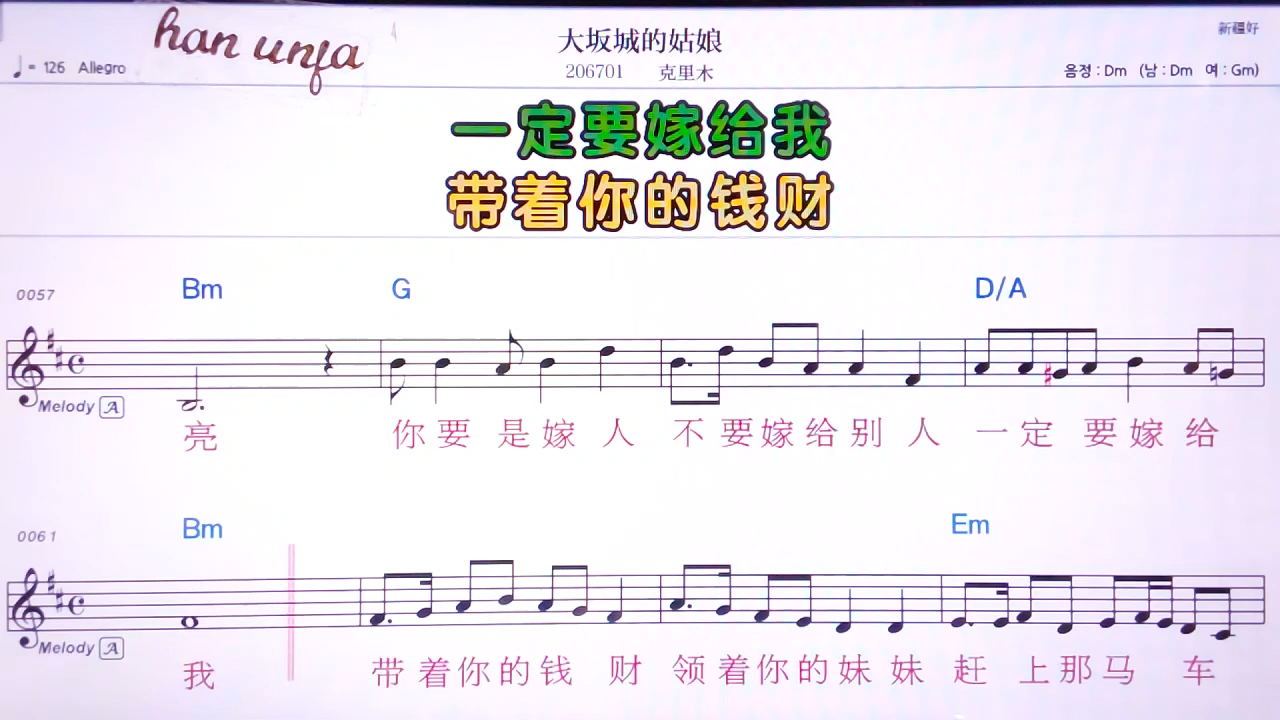 han unfa
大坂城的姑娘
新疆好
♩= 126 Allegro
206701 克里木
음정 : Dm (남 : Dm 여 : Gm)
一定要嫁给我
带着你的钱财
0057 Bm G D/A
Melody A
亮 你要是嫁人不要嫁给别人一定要嫁给
0061 Bm Em
Melody A
我 带着你的钱财领着你的妹妹赶上那马车